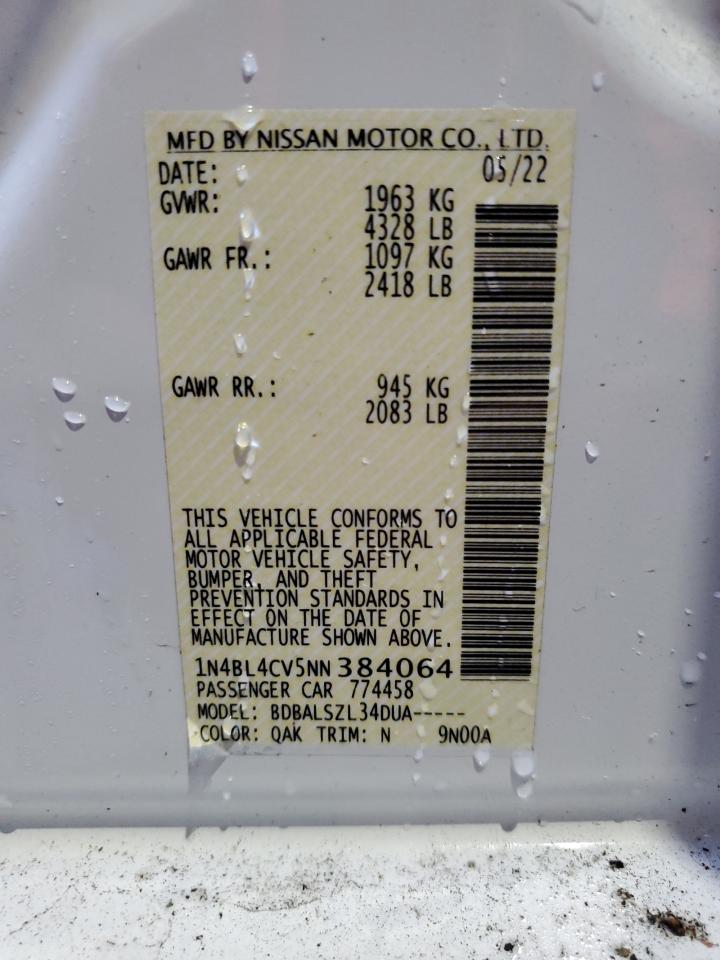 MFD BY NISSAN MOTOR CO., LTD.
DATE: 05/22
GVWR: 1963 KG
4328 LB
GAWR FR.: 1097 KG
2418 LB
GAWR RR.: 945 KG
2083 LB
THIS VEHICLE CONFORMS TO
ALL APPLICABLE FEDERAL
MOTOR VEHICLE SAFETY,
BUMPER, AND THEFT
PREVENTION STANDARDS IN
EFFECT ON THE DATE OF
MANUFACTURE SHOWN ABOVE.
1N4BL4CV5NN384064
PASSENGER CAR 774458
MODEL: BDBALSZL34DUA-----
COLOR: QAK TRIM: N 9N00A